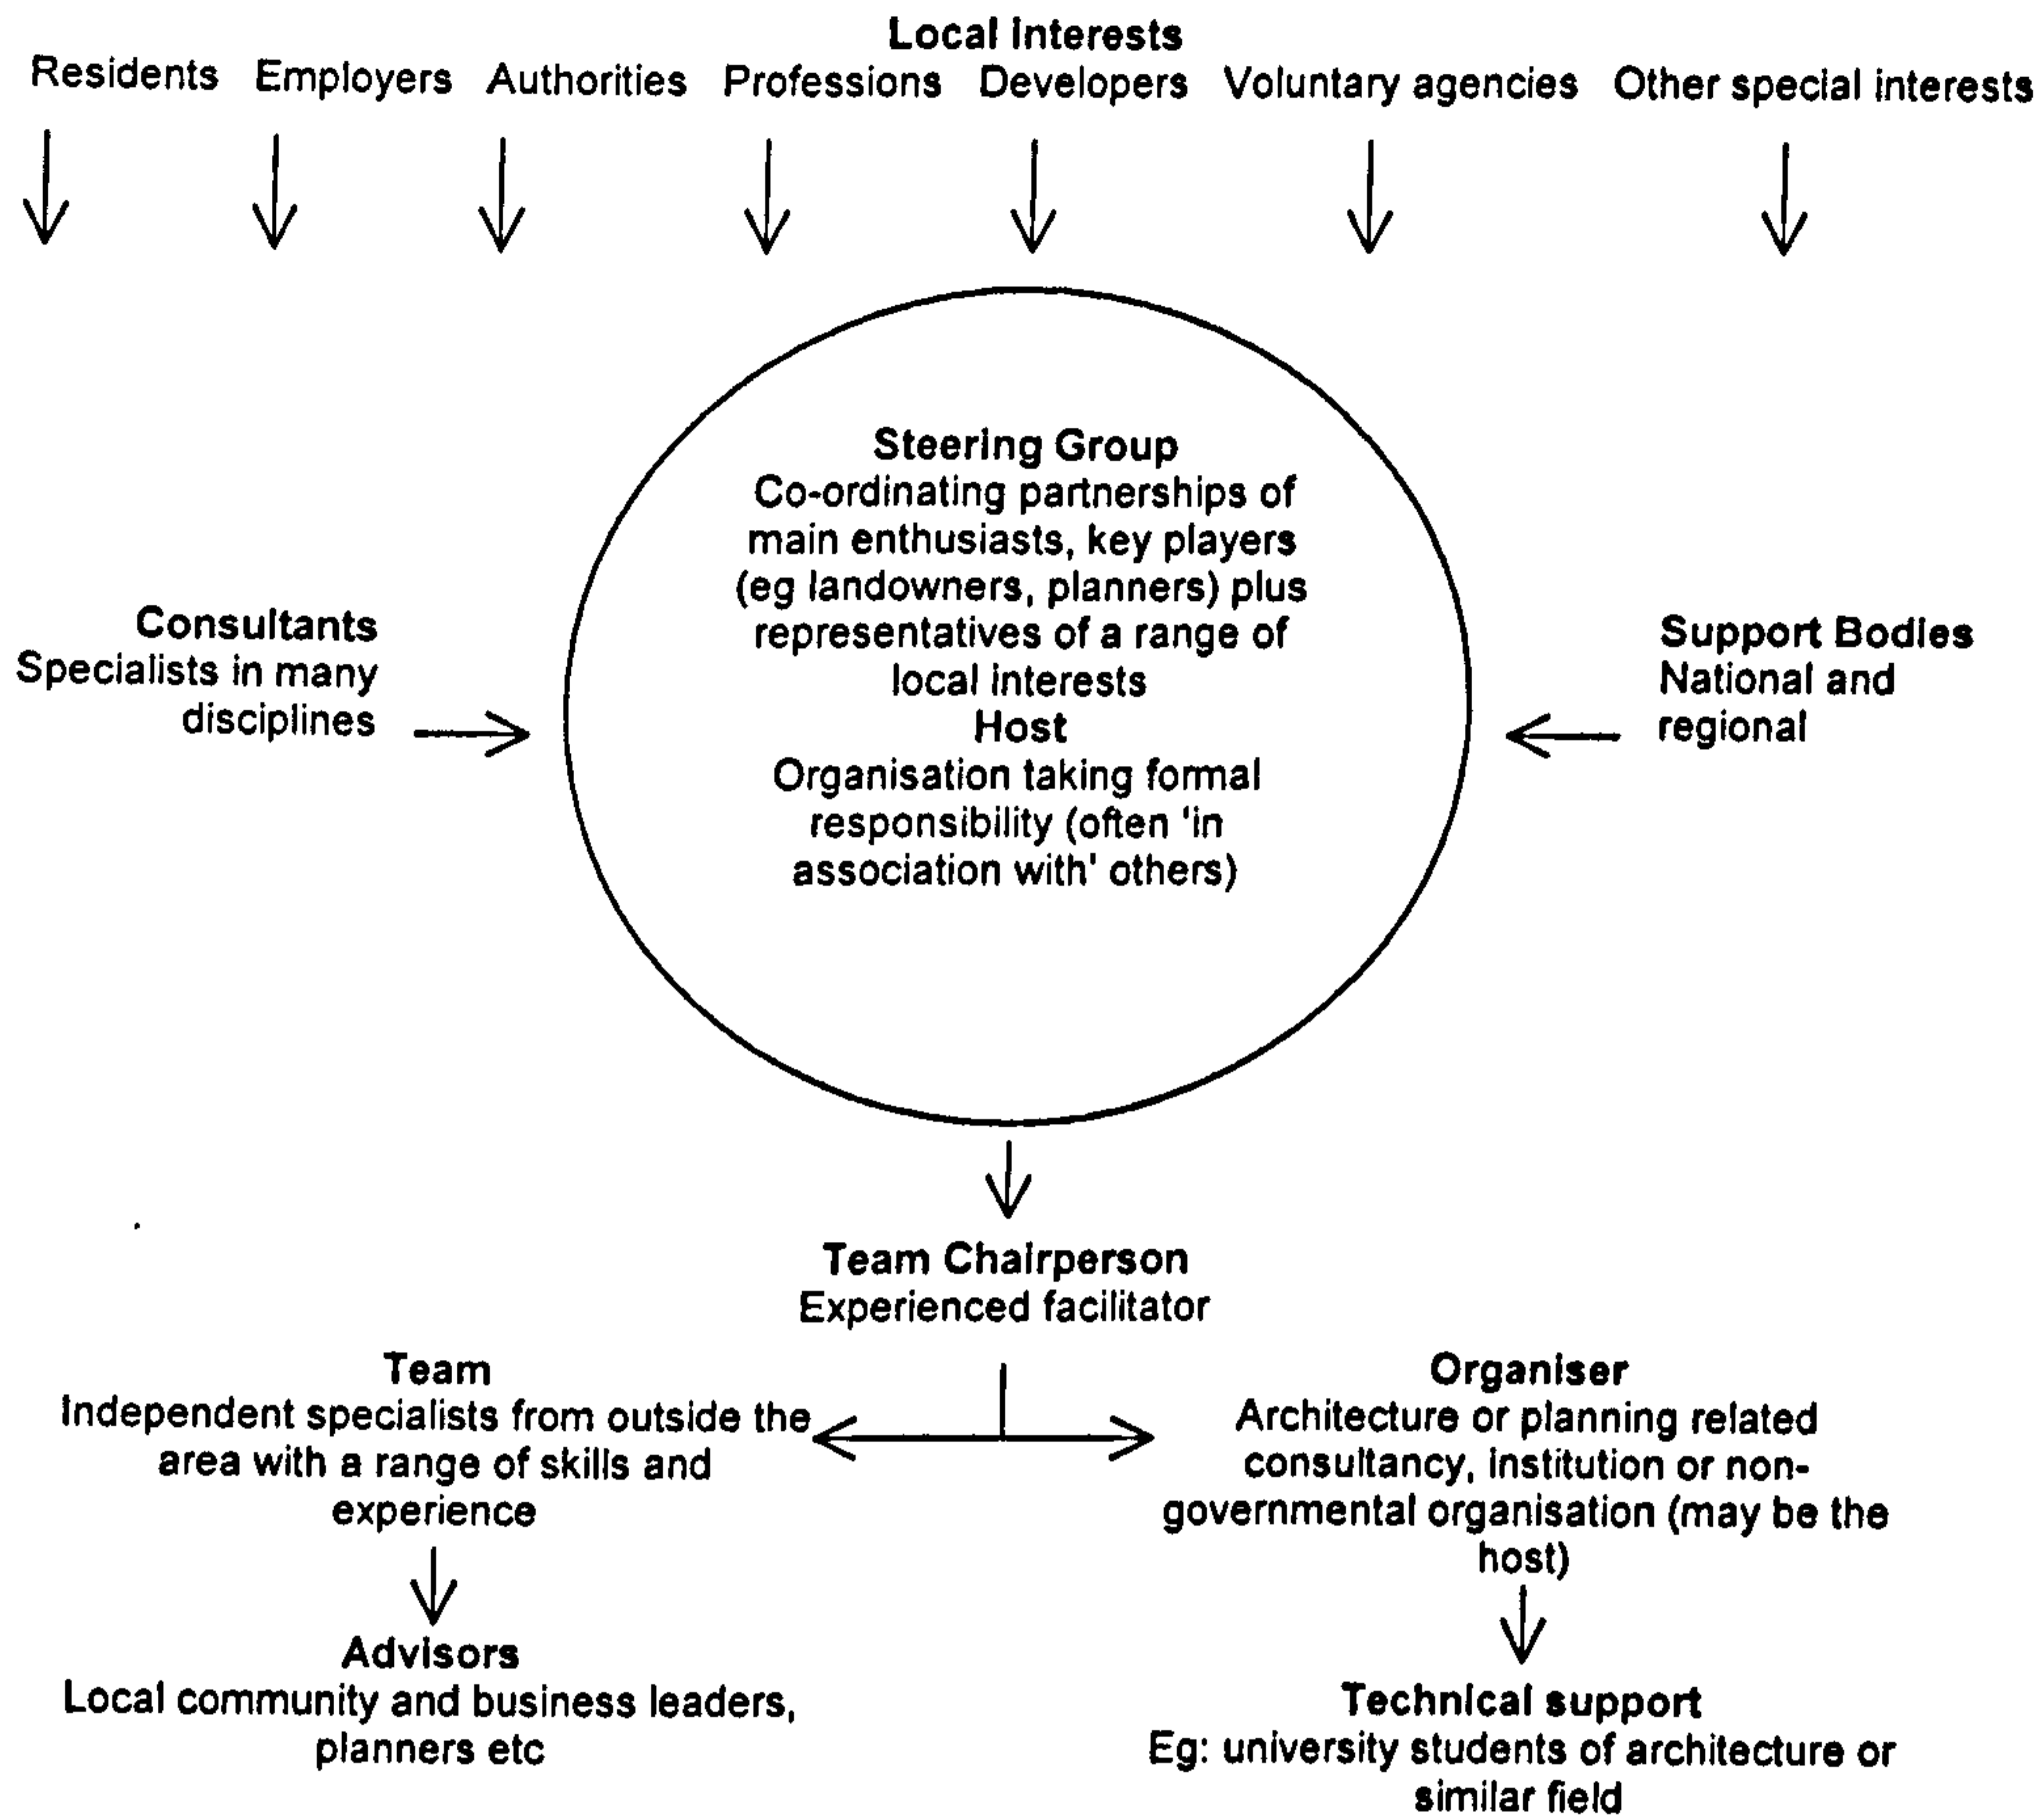 Local Interests
Residents Employers Authorities Professions Developers Voluntary agencies Other special interests
Steering Group
Co-ordinating partnerships of
main enthusiasts, key players
(eg landowners, planners) plus
representatives of a range of
local interests
Host
Organisation taking formal
responsibility (often 'in
association with' others)
Consultants
Specialists in many
disciplines
Support Bodies
National and
regional
Team Chairperson
Experienced facilitator
Team
Independent specialists from outside the
area with a range of skills and
experience
Organiser
Architecture or planning related
consultancy, institution or non-
governmental organisation (may be the
host)
Advisors
Local community and business leaders,
planners etc
Technical support
Eg: university students of architecture or
similar field